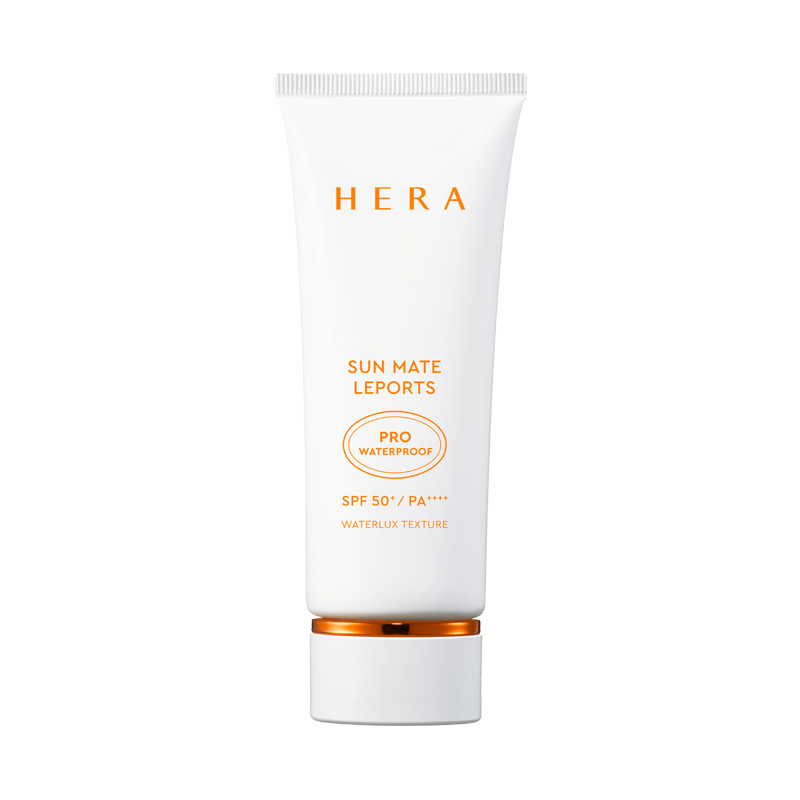 HERA
SUN MATE
LEPORTS
PRO
WATERPROOF
SPF 50⁺ / PA⁺⁺⁺⁺
WATERLUX TEXTURE